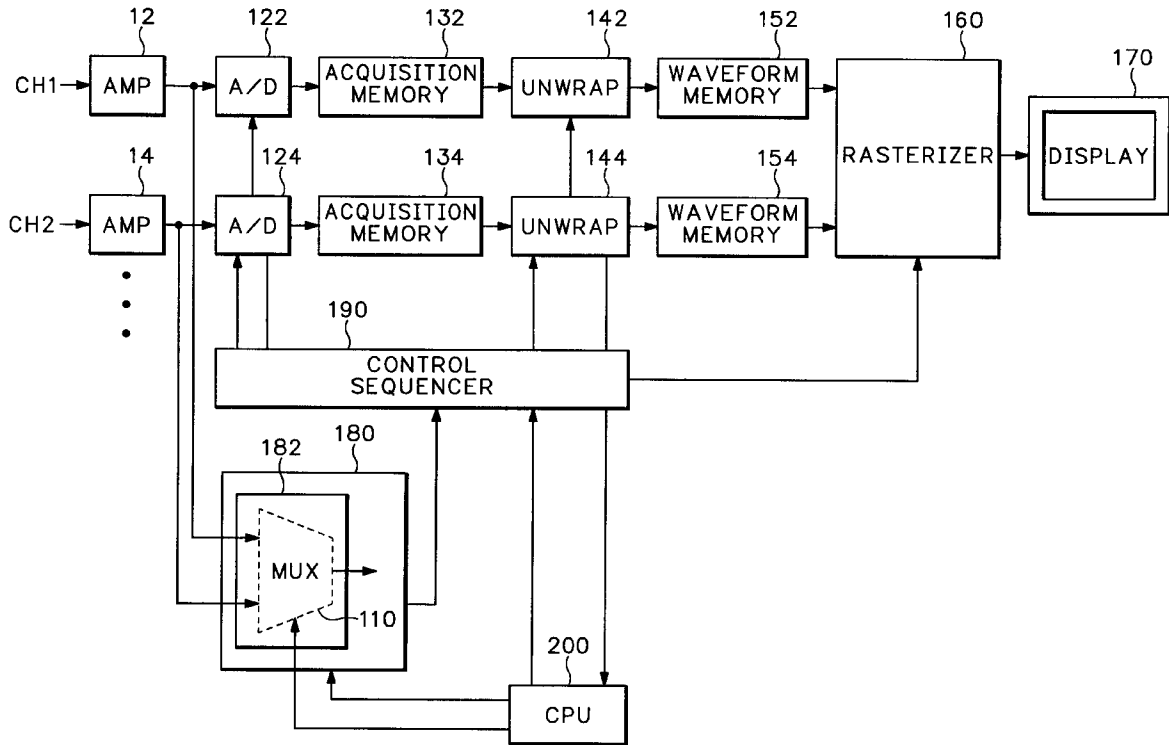 12 122 132 142 152 160
170
CH1 AMP A/D ACQUISITION MEMORY UNWRAP WAVEFORM MEMORY
14 124 134 144 154
RASTERIZER DISPLAY
CH2 AMP A/D ACQUISITION MEMORY UNWRAP WAVEFORM MEMORY
190
CONTROL
SEQUENCER
182 180
MUX
110
200
CPU